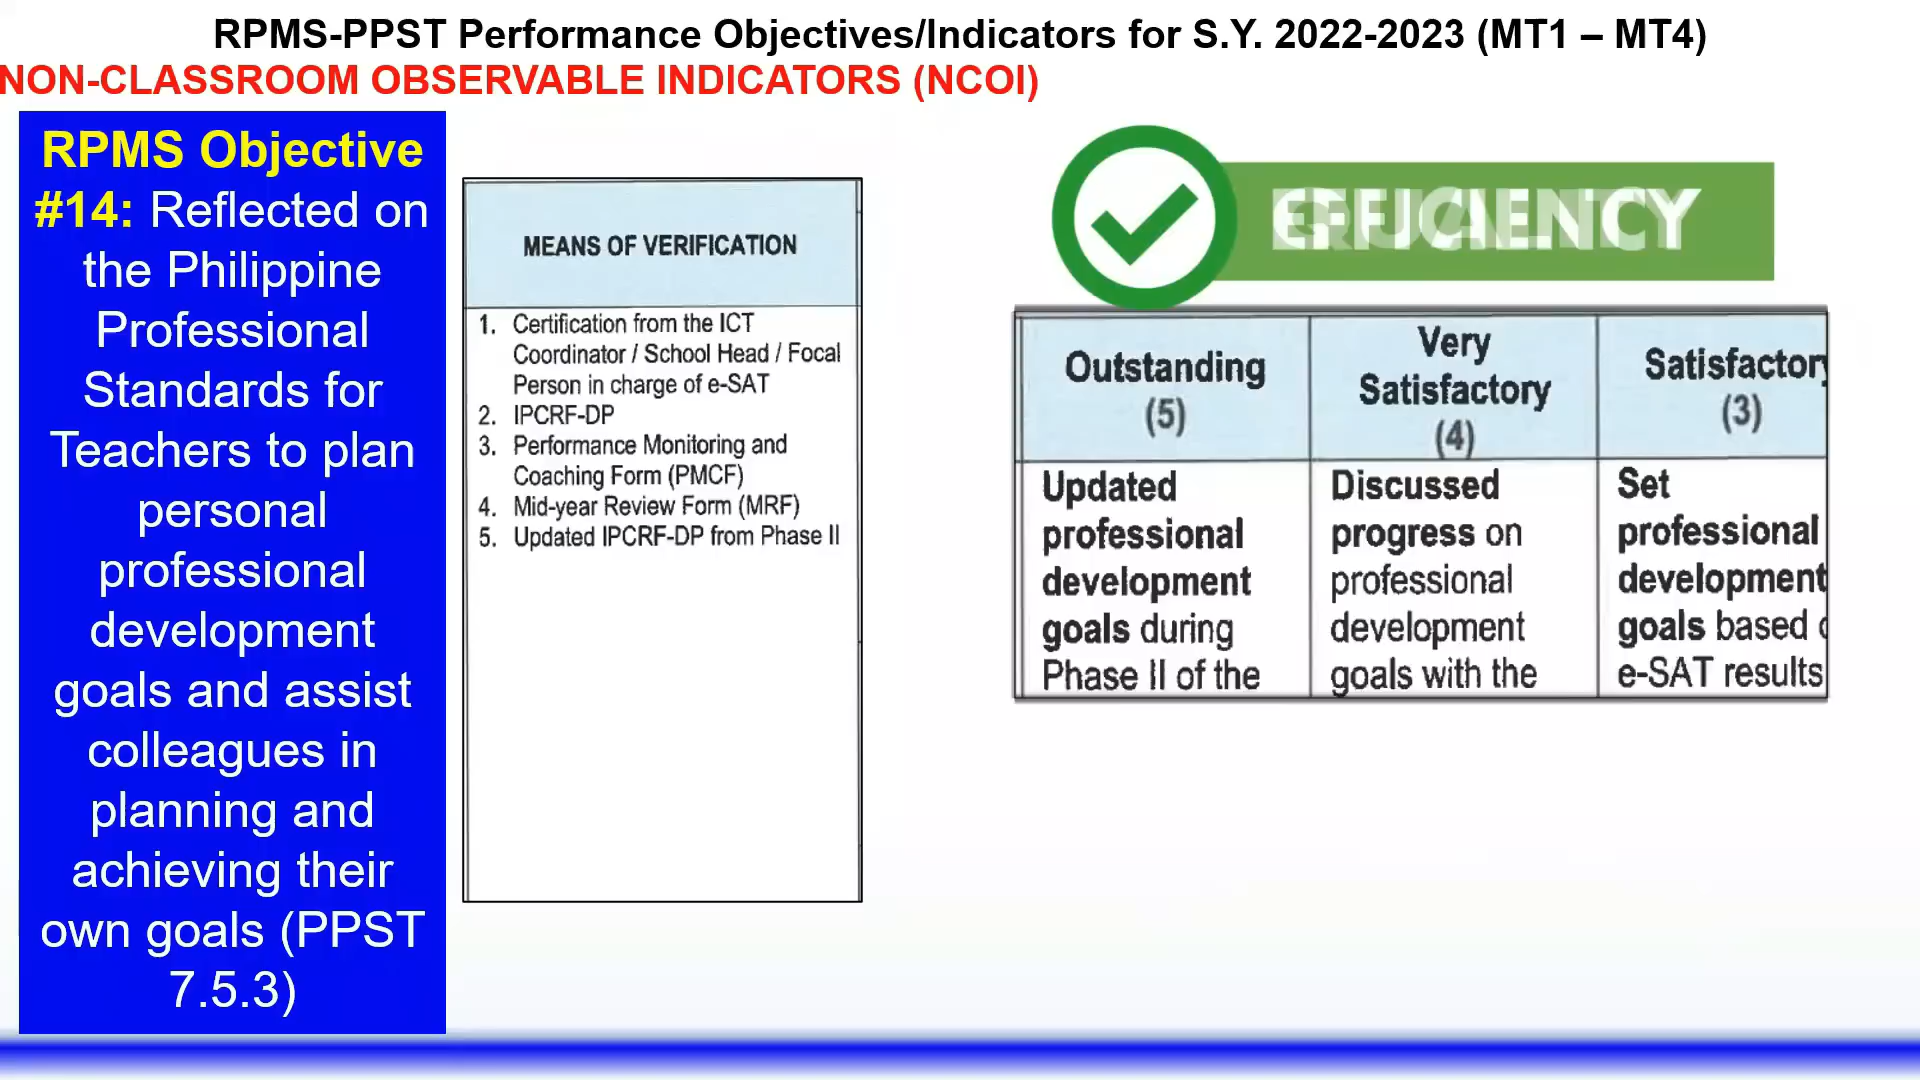 RPMS-PPST Performance Objectives/Indicators for S.Y. 2022-2023 (MT1 – MT4)
NON-CLASSROOM OBSERVABLE INDICATORS (NCOI)
RPMS Objective
#14: Reflected on
the Philippine
Professional
Standards for
Teachers to plan
personal
professional
development
goals and assist
colleagues in
planning and
achieving their
own goals (PPST
7.5.3)
MEANS OF VERIFICATION
1. Certification from the ICT
Coordinator / School Head / Focal
Person in charge of e-SAT
2. IPCRF-DP
3. Performance Monitoring and
Coaching Form (PMCF)
4. Mid-year Review Form (MRF)
5. Updated IPCRF-DP from Phase II
Outstanding
(5)
Updated
professional
development
goals during
Phase II of the
Very
Satisfactory
(4)
Discussed
progress on
professional
development
goals with the
Satisfactory
(3)
Set
professional
development
goals based
e-SAT results